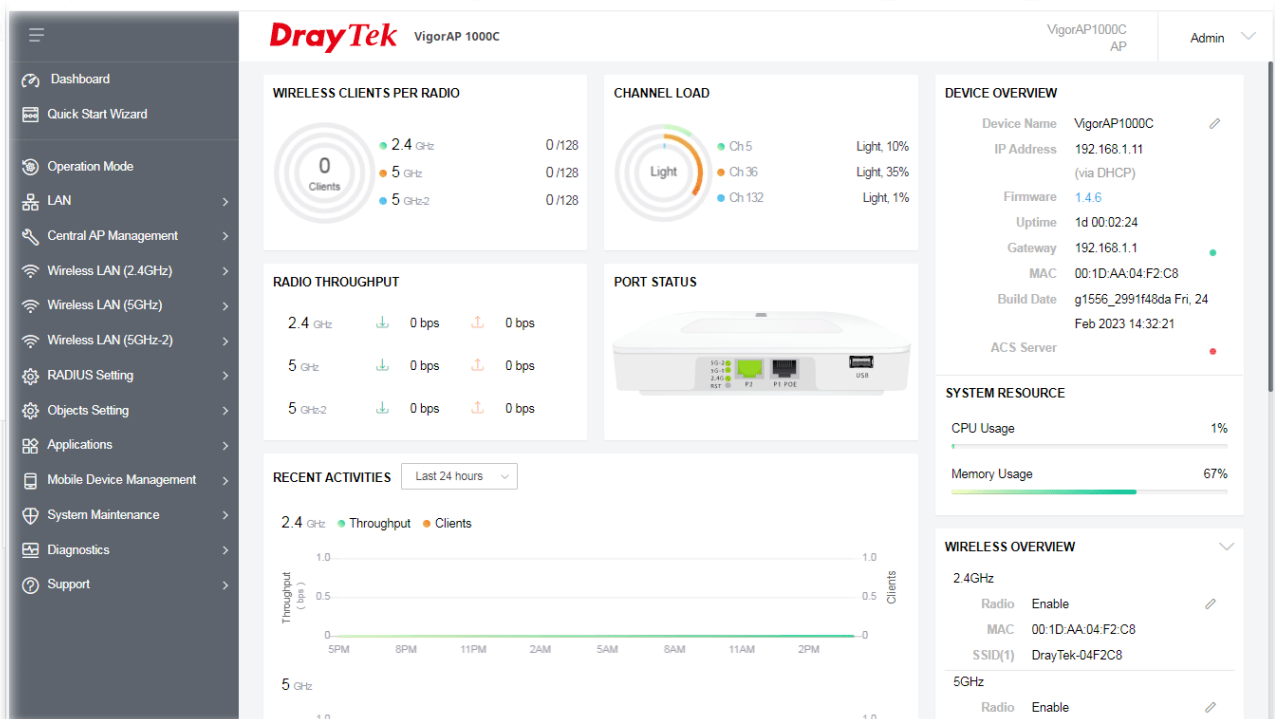 DrayTek VigorAP 1000C
VigorAP1000C
AP
Admin
Dashboard
Quick Start Wizard
Operation Mode
LAN
Central AP Management
Wireless LAN (2.4GHz)
Wireless LAN (5GHz)
Wireless LAN (5GHz-2)
RADIUS Setting
Objects Setting
Applications
Mobile Device Management
System Maintenance
Diagnostics
Support
WIRELESS CLIENTS PER RADIO
0
Clients
2.4 GHz 0 /128
5 GHz 0 /128
5 GHz-2 0 /128
CHANNEL LOAD
Light
Ch 5 Light, 10%
Ch 36 Light, 35%
Ch 132 Light, 1%
RADIO THROUGHPUT
2.4 GHz 0 bps 0 bps
5 GHz 0 bps 0 bps
5 GHz-2 0 bps 0 bps
PORT STATUS
5G-2
5G-1
2.4G
RST
P2
P1 POE
USB
RECENT ACTIVITIES Last 24 hours
2.4 GHz Throughput Clients
Throughput
( bps )
1.0
0.5
0
1.0
0.5
0
Clients
5PM 8PM 11PM 2AM 5AM 8AM 11AM 2PM
5 GHz
1.0 1.0
DEVICE OVERVIEW
Device Name VigorAP1000C
IP Address 192.168.1.11
(via DHCP)
Firmware 1.4.6
Uptime 1d 00:02:24
Gateway 192.168.1.1
MAC 00:1D:AA:04:F2:C8
Build Date g1556_2991f48da Fri, 24
Feb 2023 14:32:21
ACS Server
SYSTEM RESOURCE
CPU Usage 1%
Memory Usage 67%
WIRELESS OVERVIEW
2.4GHz
Radio Enable
MAC 00:1D:AA:04:F2:C8
SSID(1) DrayTek-04F2C8
5GHz
Radio Enable